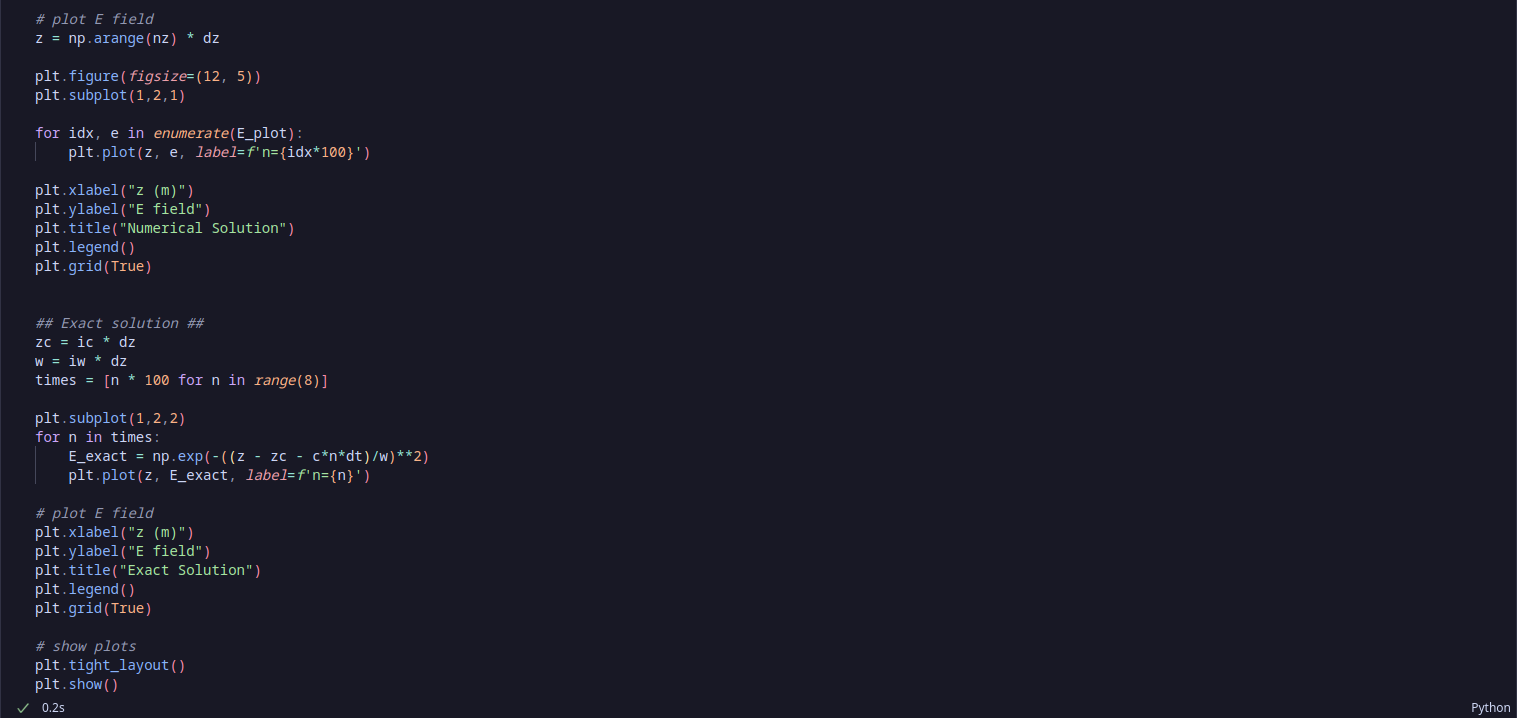 # plot E field
z = np.arange(nz) * dz
plt.figure(figsize=(12, 5))
plt.subplot(1,2,1)
for idx, e in enumerate(E_plot):
    plt.plot(z, e, label=f'n={idx*100}')
plt.xlabel("z (m)")
plt.ylabel("E field")
plt.title("Numerical Solution")
plt.legend()
plt.grid(True)
## Exact solution ##
zc = ic * dz
w = iw * dz
times = [n * 100 for n in range(8)]
plt.subplot(1,2,2)
for n in times:
    E_exact = np.exp(-((z - zc - c*n*dt)/w)**2)
    plt.plot(z, E_exact, label=f'n={n}')
# plot E field
plt.xlabel("z (m)")
plt.ylabel("E field")
plt.title("Exact Solution")
plt.legend()
plt.grid(True)
# show plots
plt.tight_layout()
plt.show()
0.2s
Python